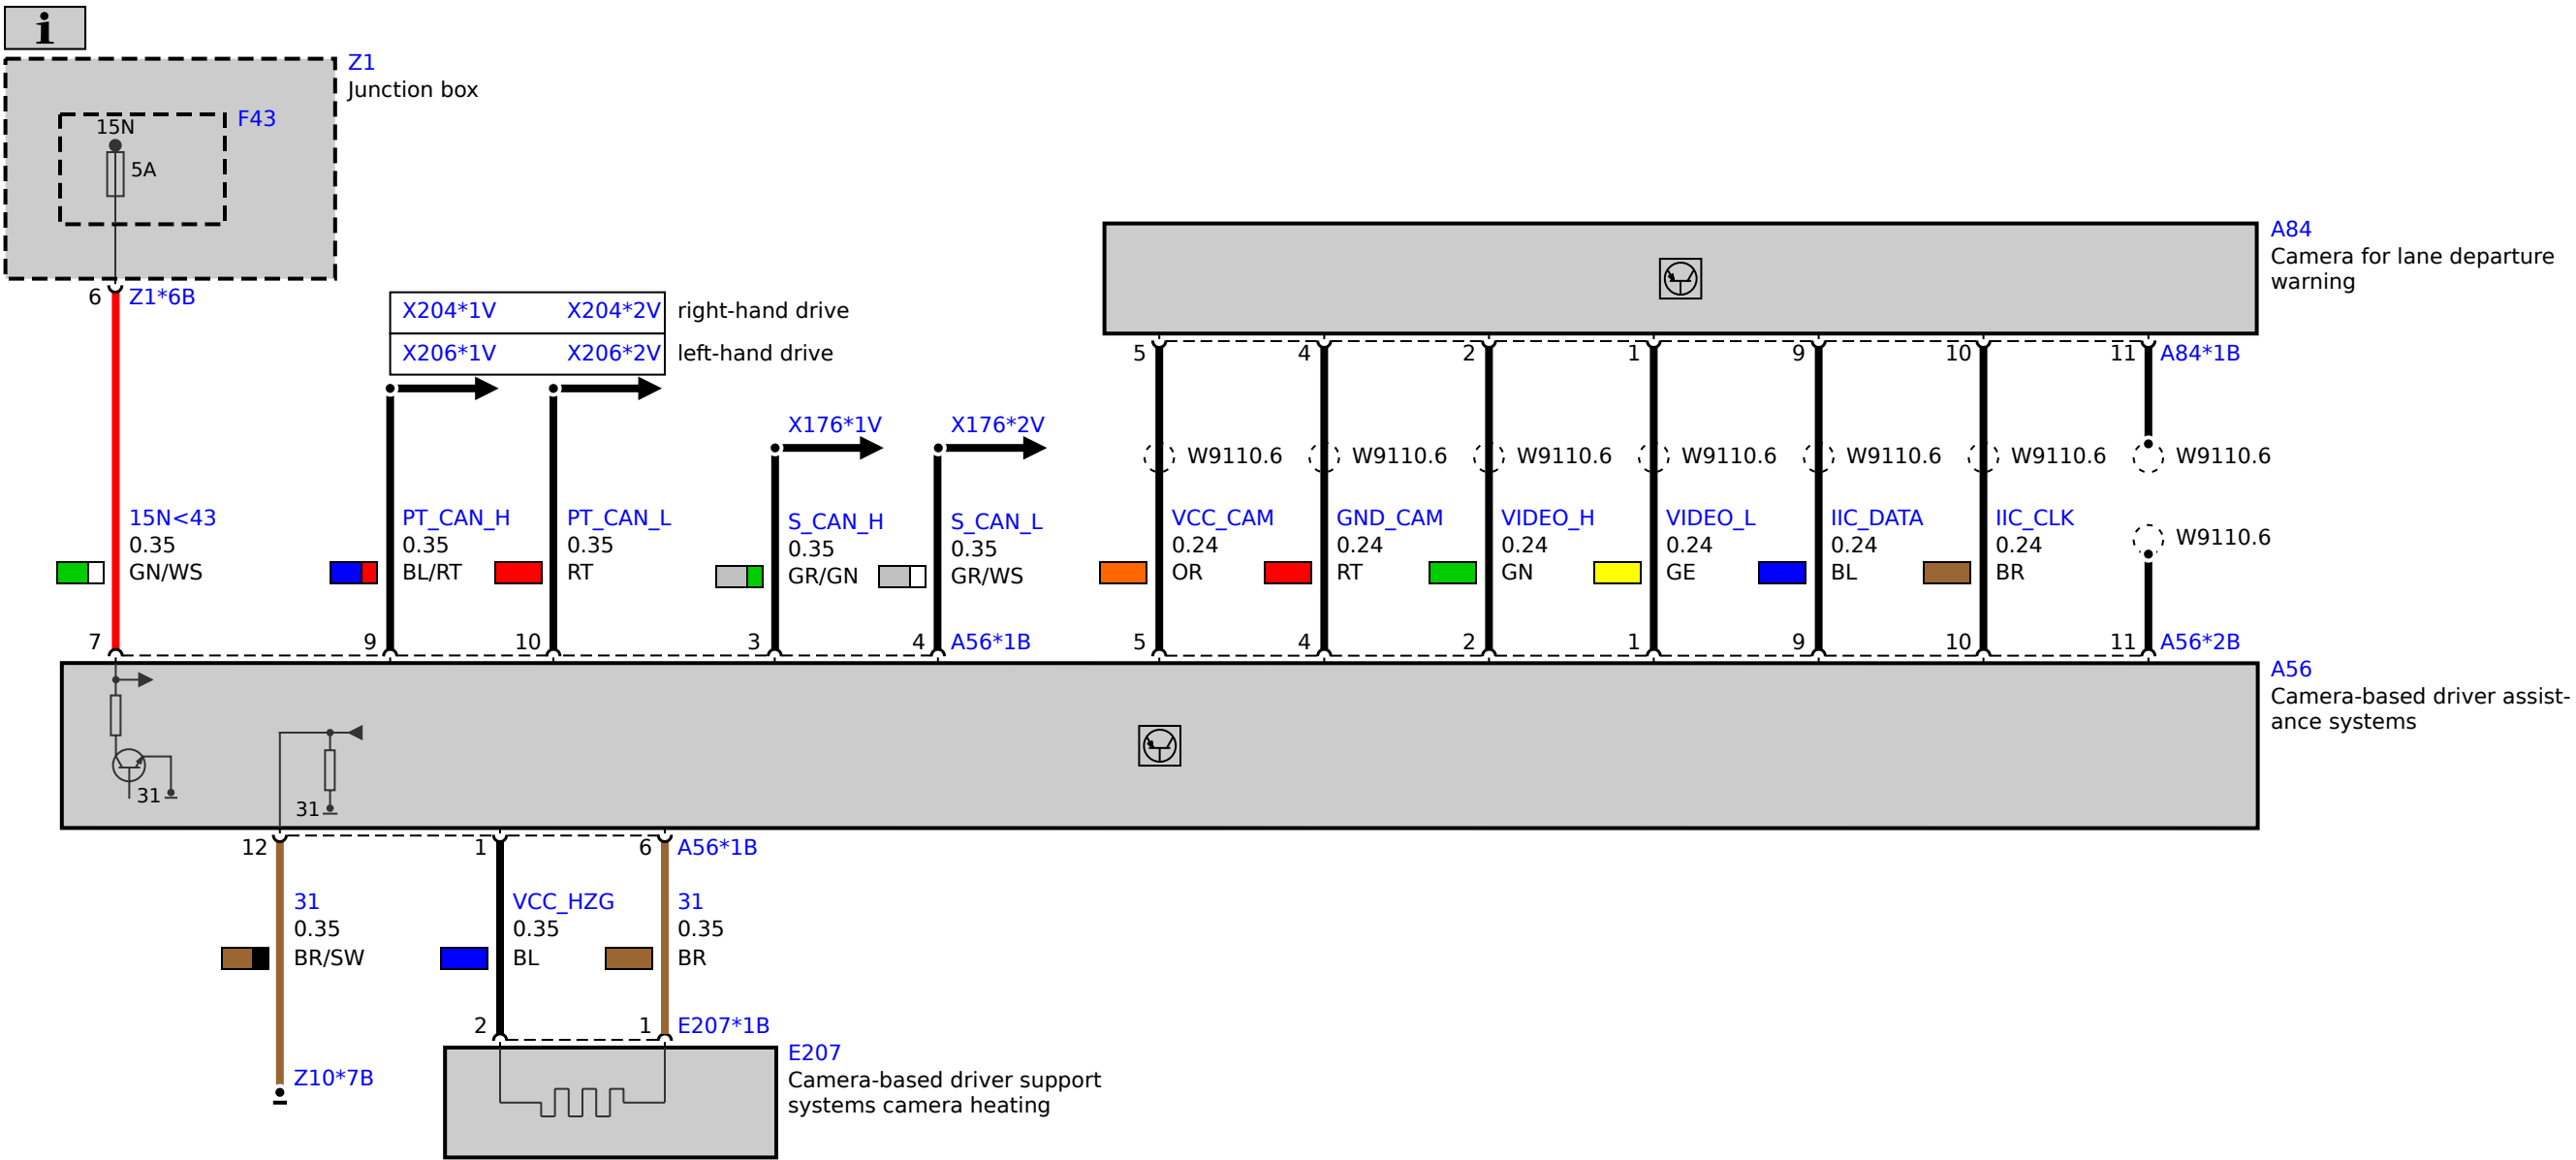 i
Z1
Junction box
F43
15N
5A
6
Z1*6B
X204*1V
X204*2V
right-hand drive
X206*1V
X206*2V
left-hand drive
A84
Camera for lane departure
warning
5
4
2
1
9
10
11
A84*1B
X176*1V
X176*2V
W9110.6
W9110.6
W9110.6
W9110.6
W9110.6
W9110.6
W9110.6
15N<43
0.35
GN/WS
PT_CAN_H
0.35
BL/RT
PT_CAN_L
0.35
RT
S_CAN_H
0.35
GR/GN
S_CAN_L
0.35
GR/WS
VCC_CAM
0.24
OR
GND_CAM
0.24
RT
VIDEO_H
0.24
GN
VIDEO_L
0.24
GE
IIC_DATA
0.24
BL
IIC_CLK
0.24
BR
W9110.6
7
9
10
3
4
A56*1B
5
4
2
1
9
10
11
A56*2B
A56
Camera-based driver assist-
ance systems
31
31
12
1
6
A56*1B
31
0.35
BR/SW
VCC_HZG
0.35
BL
31
0.35
BR
2
1
E207*1B
Z10*7B
E207
Camera-based driver support
systems camera heating